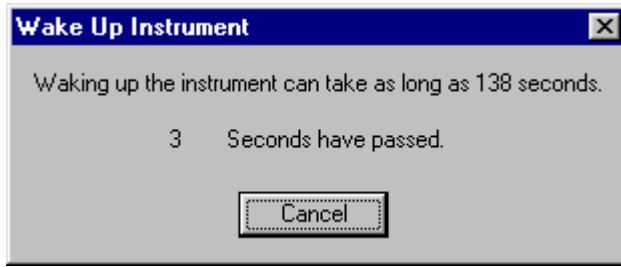 Wake Up Instrument
Waking up the instrument can take as long as 138 seconds.
3 Seconds have passed.
Cancel